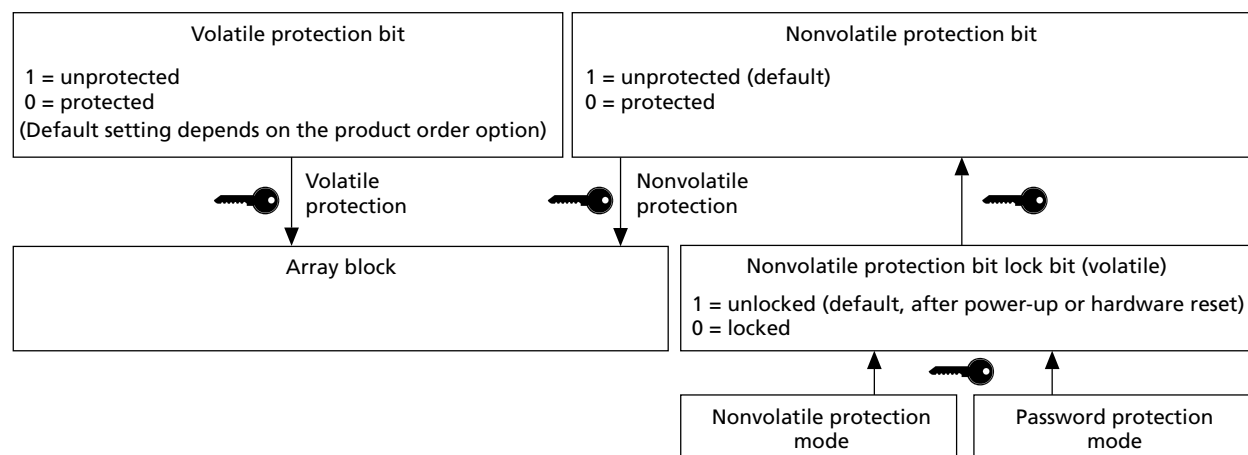 Volatile protection bit
1 = unprotected
0 = protected
(Default setting depends on the product order option)
Nonvolatile protection bit
1 = unprotected (default)
0 = protected
Volatile
protection
Nonvolatile
protection
Array block
Nonvolatile protection bit lock bit (volatile)
1 = unlocked (default, after power-up or hardware reset)
0 = locked
Nonvolatile protection
mode
Password protection
mode